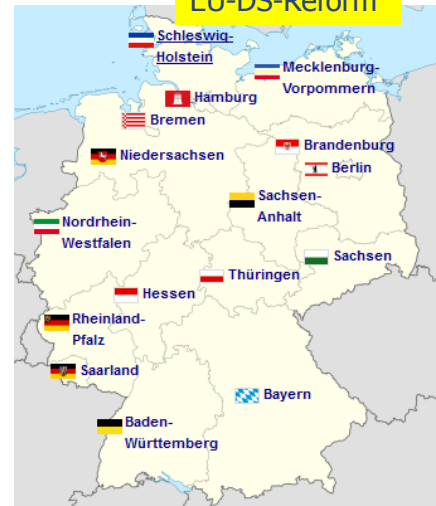 EU-DS-Reform
Schleswig-
Holstein
Mecklenburg-
Vorpommern
Hamburg
Bremen
Brandenburg
Niedersachsen
Berlin
Sachsen-
Anhalt
Nordrhein-
Westfalen
Sachsen
Thüringen
Hessen
Rheinland-
Pfalz
Saarland
Bayern
Baden-
Württemberg